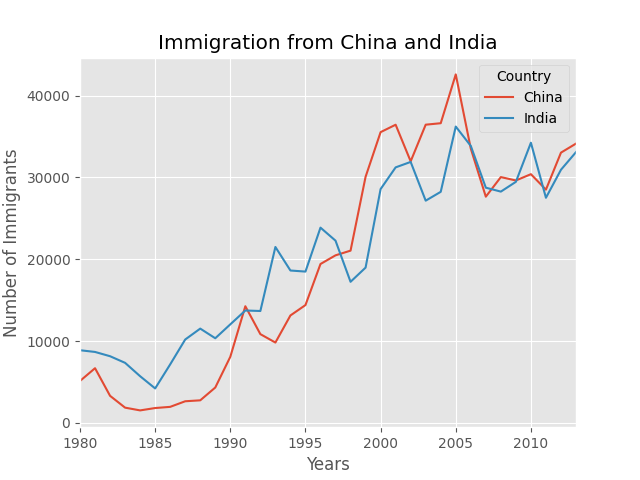 Immigration from China and India
Number of Immigrants
40000
30000
20000
10000
0
Country
China
India
1980 1985 1990 1995 2000 2005 2010
Years